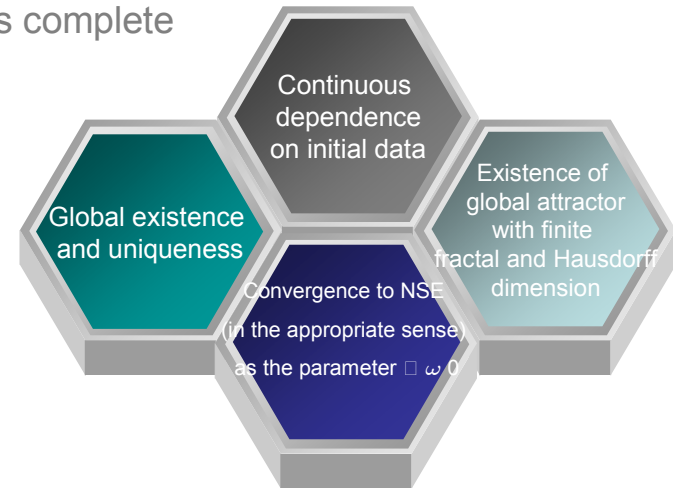 s complete
Continuous
dependence
on initial data
Global existence
and uniqueness
Existence of
global attractor
with finite
fractal and Hausdorff
dimension
Convergence to NSE
(in the appropriate sense)
as the parameter □ ω 0